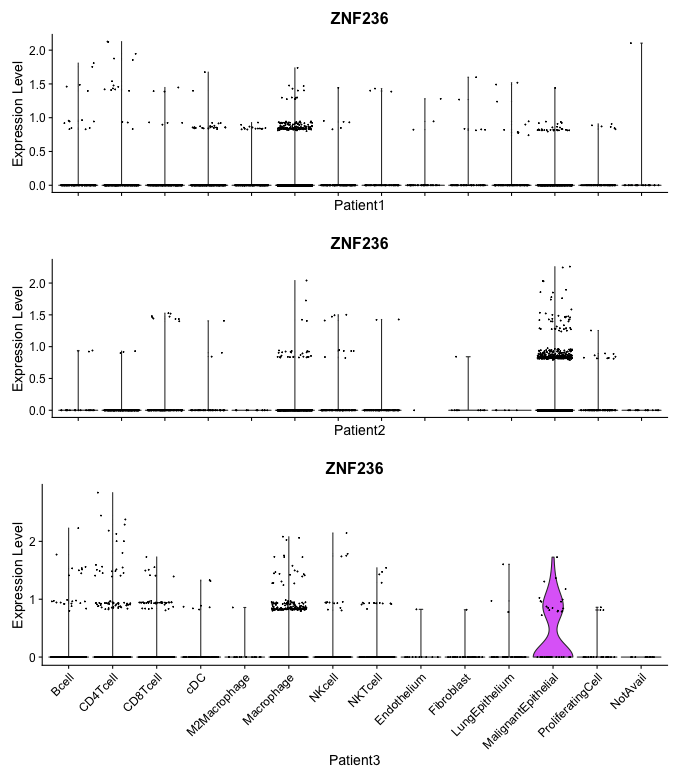 ZNF236
Expression Level
2.0
1.5
1.0
0.5
0.0
Patient1
ZNF236
Expression Level
2.0
1.5
1.0
0.5
0.0
Patient2
ZNF236
Expression Level
2
1
0
Bcell
CD4Tcell
CD8Tcell
cDC
M2Macrophage
Macrophage
NKcell
NKTcell
Endothelium
Fibroblast
LungEpithelium
MalignantEpithelial
ProliferatingCell
NotAvail
Patient3